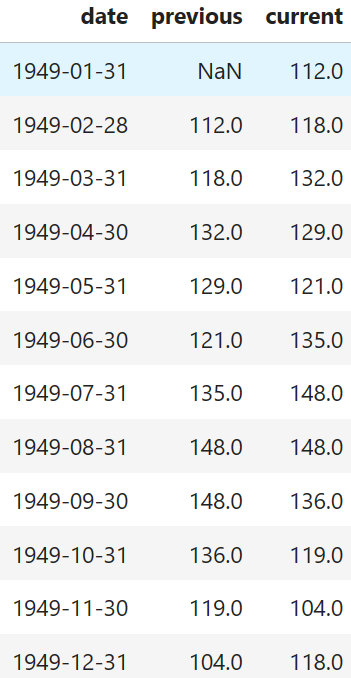 date previous current
1949-01-31 NaN 112.0
1949-02-28 112.0 118.0
1949-03-31 118.0 132.0
1949-04-30 132.0 129.0
1949-05-31 129.0 121.0
1949-06-30 121.0 135.0
1949-07-31 135.0 148.0
1949-08-31 148.0 148.0
1949-09-30 148.0 136.0
1949-10-31 136.0 119.0
1949-11-30 119.0 104.0
1949-12-31 104.0 118.0